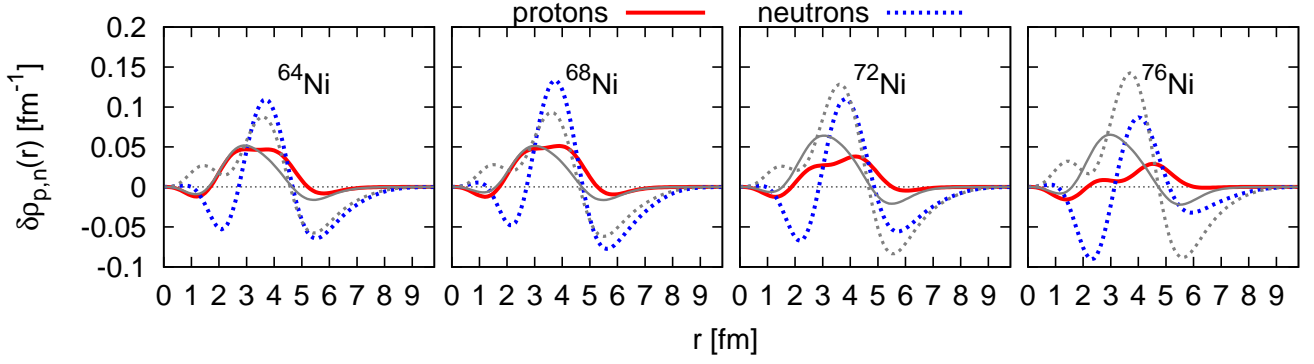 protons neutrons
δρp,n(r) [fm-1]
0.2
0.15
0.1
0.05
0
-0.05
-0.1
64Ni
68Ni
72Ni
76Ni
0 1 2 3 4 5 6 7 8 9
0 1 2 3 4 5 6 7 8 9
0 1 2 3 4 5 6 7 8 9
0 1 2 3 4 5 6 7 8 9
r [fm]